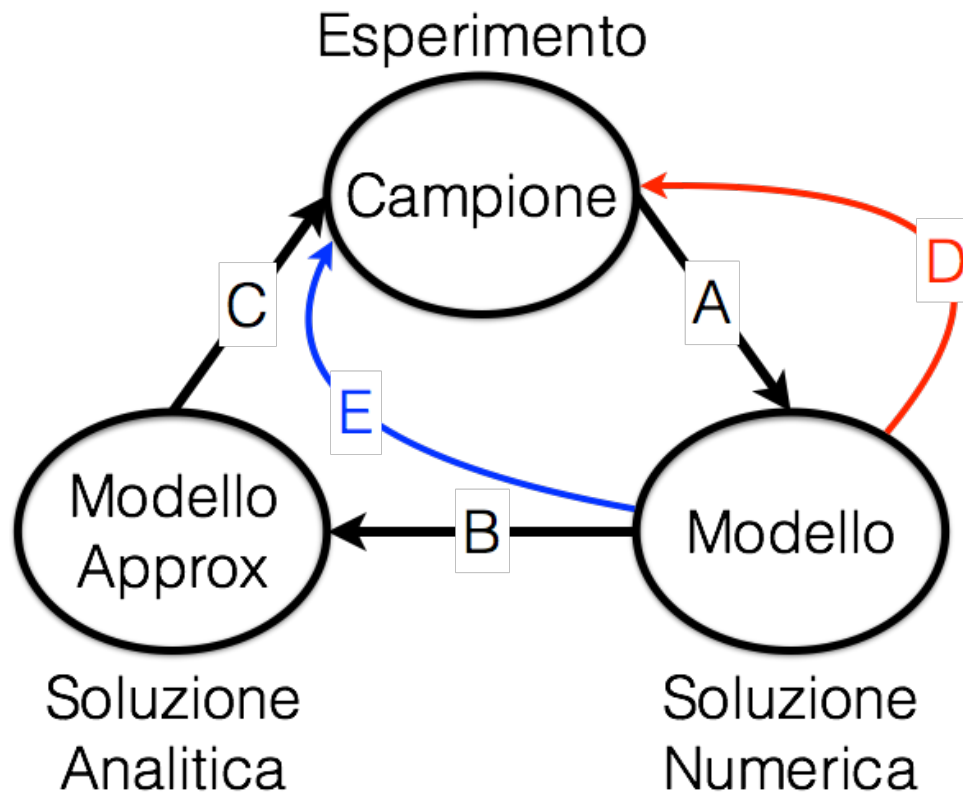 Esperimento
Campione
D
C
A
E
Modello
Approx
B
Modello
Soluzione
Analitica
Soluzione
Numerica